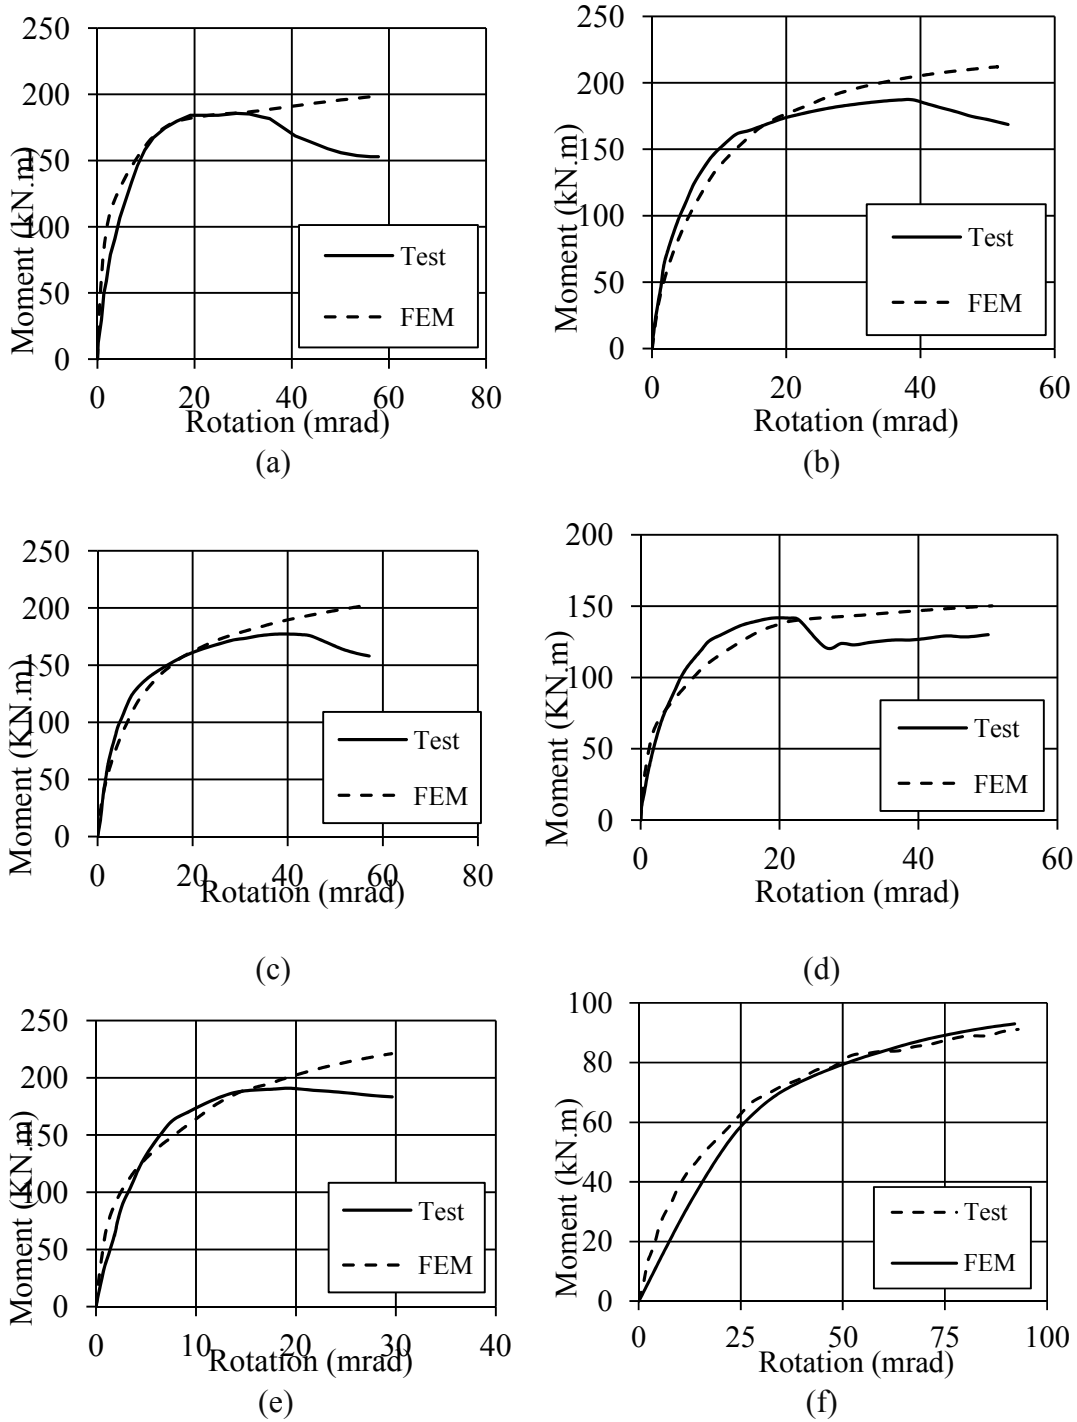 250
200
150
100
50
0
Moment (kN.m)
Test
FEM
0 20 40 60 80
Rotation (mrad)
(a)
250
200
150
100
50
0
Moment (kN.m)
Test
FEM
0 20 40 60
Rotation (mrad)
(b)
250
200
150
100
50
0
Moment (KN.m)
Test
FEM
0 20 40 60 80
Rotation (mrad)
(c)
200
150
100
50
0
Moment (KN.m)
Test
FEM
0 20 40 60
Rotation (mrad)
(d)
250
200
150
100
50
0
Moment (KN.m)
Test
FEM
0 10 20 30 40
Rotation (mrad)
(e)
100
80
60
40
20
0
Moment (kN.m)
Test
FEM
0 25 50 75 100
Rotation (mrad)
(f)